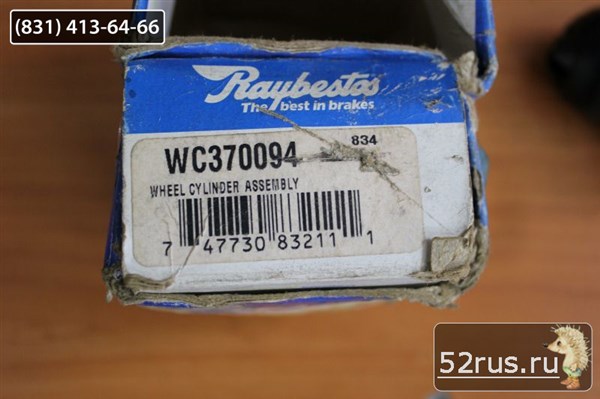 (831) 413-64-66
Raybestos
The best in brakes
834
WC370094
WHEEL CYLINDER ASSEMBLY
7 47730 83211 1
52rus.ru